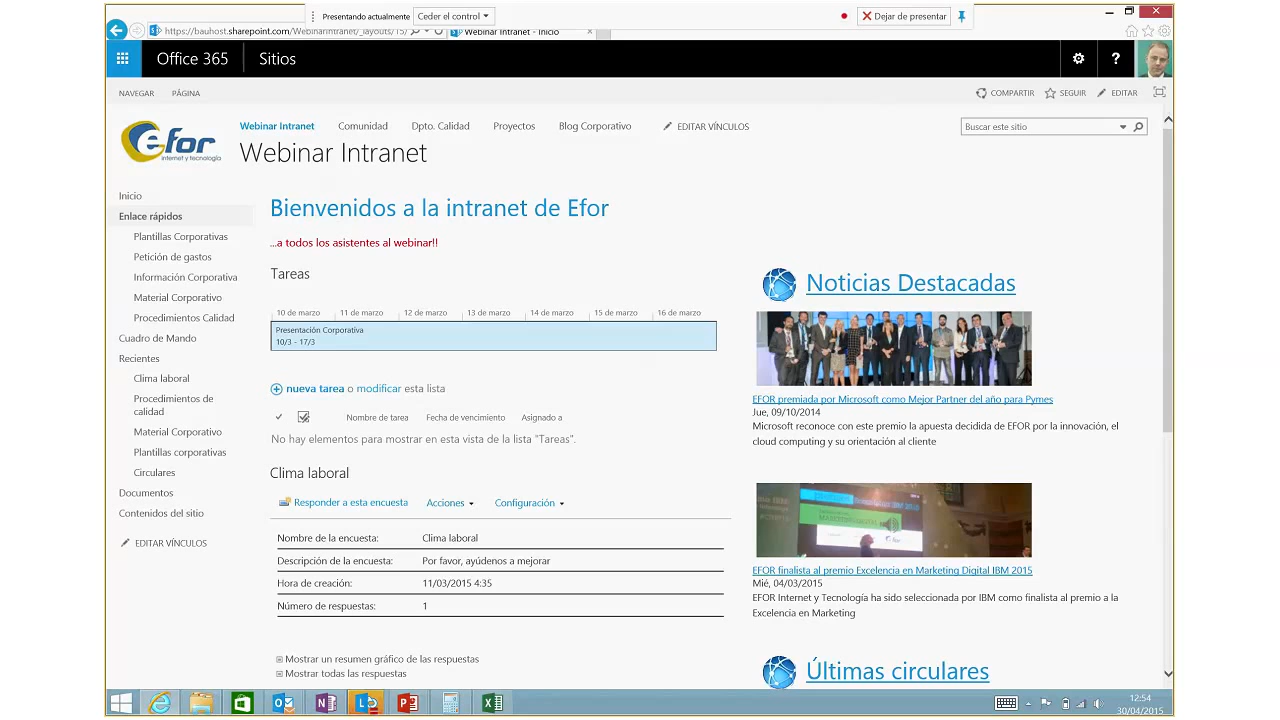 Presentando actualmente
Ceder el control
Dejar de presentar
https://bauhost.sharepoint.com/WebinarIntranet/_layouts/15/
Webinar Intranet - Inicio
Office 365
Sitios
?
NAVEGAR
PÁGINA
COMPARTIR
SEGUIR
EDITAR
efor
internet y tecnología
Webinar Intranet
Comunidad
Dpto. Calidad
Proyectos
Blog Corporativo
EDITAR VÍNCULOS
Buscar este sitio
Webinar Intranet
Inicio
Enlace rápidos
Plantillas Corporativas
Petición de gastos
Información Corporativa
Material Corporativo
Procedimientos Calidad
Cuadro de Mando
Recientes
Clima laboral
Procedimientos de
calidad
Material Corporativo
Plantillas corporativas
Circulares
Documentos
Contenidos del sitio
EDITAR VÍNCULOS
Bienvenidos a la intranet de Efor
...a todos los asistentes al webinar!!
Tareas
10 de marzo
11 de marzo
12 de marzo
13 de marzo
14 de marzo
15 de marzo
16 de marzo
Presentación Corporativa
10/3 - 17/3
nueva tarea o modificar esta lista
Nombre de tarea
Fecha de vencimiento
Asignado a
No hay elementos para mostrar en esta vista de la lista "Tareas".
Clima laboral
Responder a esta encuesta
Acciones
Configuración
Nombre de la encuesta: Clima laboral
Descripción de la encuesta: Por favor, ayúdenos a mejorar
Hora de creación: 11/03/2015 4:35
Número de respuestas: 1
Mostrar un resumen gráfico de las respuestas
Mostrar todas las respuestas
Noticias Destacadas
EFOR premiada por Microsoft como Mejor Partner del año para Pymes
Jue, 09/10/2014
Microsoft reconoce con este premio la apuesta decidida de EFOR por la innovación, el
cloud computing y su orientación al cliente
MARKETING DIGITAL
EFOR finalista al premio Excelencia en Marketing Digital IBM 2015
Mié, 04/03/2015
EFOR Internet y Tecnología ha sido seleccionada por IBM como finalista al premio a la
Excelencia en Marketing
Últimas circulares
12:54
30/04/2015